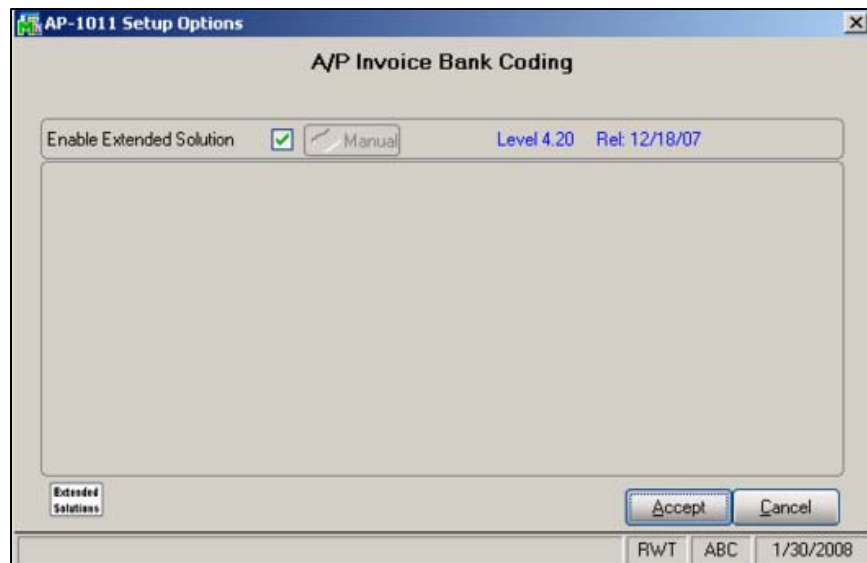 AP-1011 Setup Options
A/P Invoice Bank Coding
Enable Extended Solution Manual Level 4.20 Rel: 12/18/07
Extended
Solutions
Accept Cancel
RWT ABC 1/30/2008